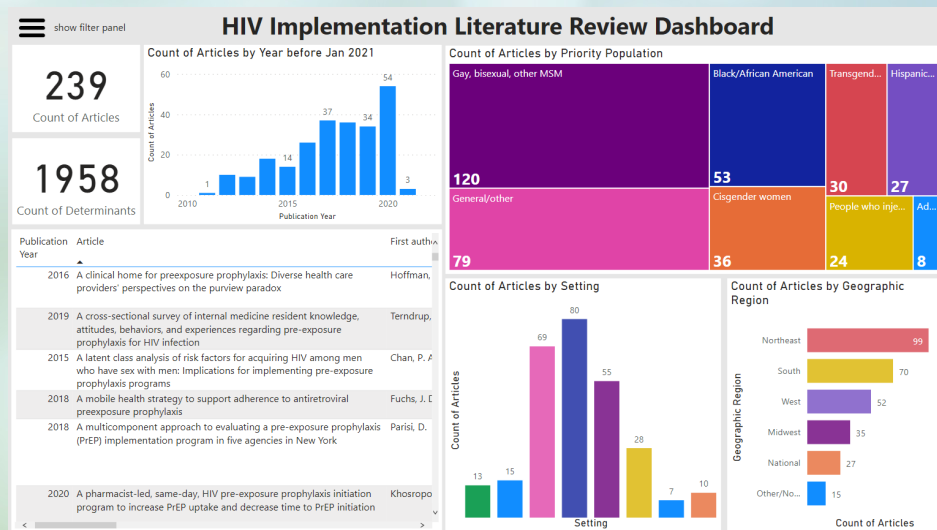 show filter panel
HIV Implementation Literature Review Dashboard
239
Count of Articles
1958
Count of Determinants
Count of Articles by Year before Jan 2021
Count of Articles
60
40
20
0
1
14
37
34
54
3
2010
2015
2020
Publication Year
Count of Articles by Priority Population
Gay, bisexual, other MSM
120
General/other
79
Black/African American
53
Cisgender women
36
Transgend...
30
Hispanic...
27
People who inje...
24
Ad...
8
Publication Year
Article
First auth
2016 A clinical home for preexposure prophylaxis: Diverse health care Hoffman,
providers' perspectives on the purview paradox
2019 A cross-sectional survey of internal medicine resident knowledge, Terndrup,
attitudes, behaviors, and experiences regarding pre-exposure
prophylaxis for HIV infection
2015 A latent class analysis of risk factors for acquiring HIV among men Chan, P. A
who have sex with men: Implications for implementing pre-exposure
prophylaxis programs
2018 A mobile health strategy to support adherence to antiretroviral Fuchs, J. D
preexposure prophylaxis
2018 A multicomponent approach to evaluating a pre-exposure prophylaxis Parisi, D.
(PrEP) implementation program in five agencies in New York
2020 A pharmacist-led, same-day, HIV pre-exposure prophylaxis initiation Khosropo
program to increase PrEP uptake and decrease time to PrEP initiation
Count of Articles by Setting
Count of Articles
13
15
69
80
55
28
7
10
Setting
Count of Articles by Geographic
Region
Geographic Region
Northeast 99
South 70
West 52
Midwest 35
National 27
Other/No... 15
Count of Articles